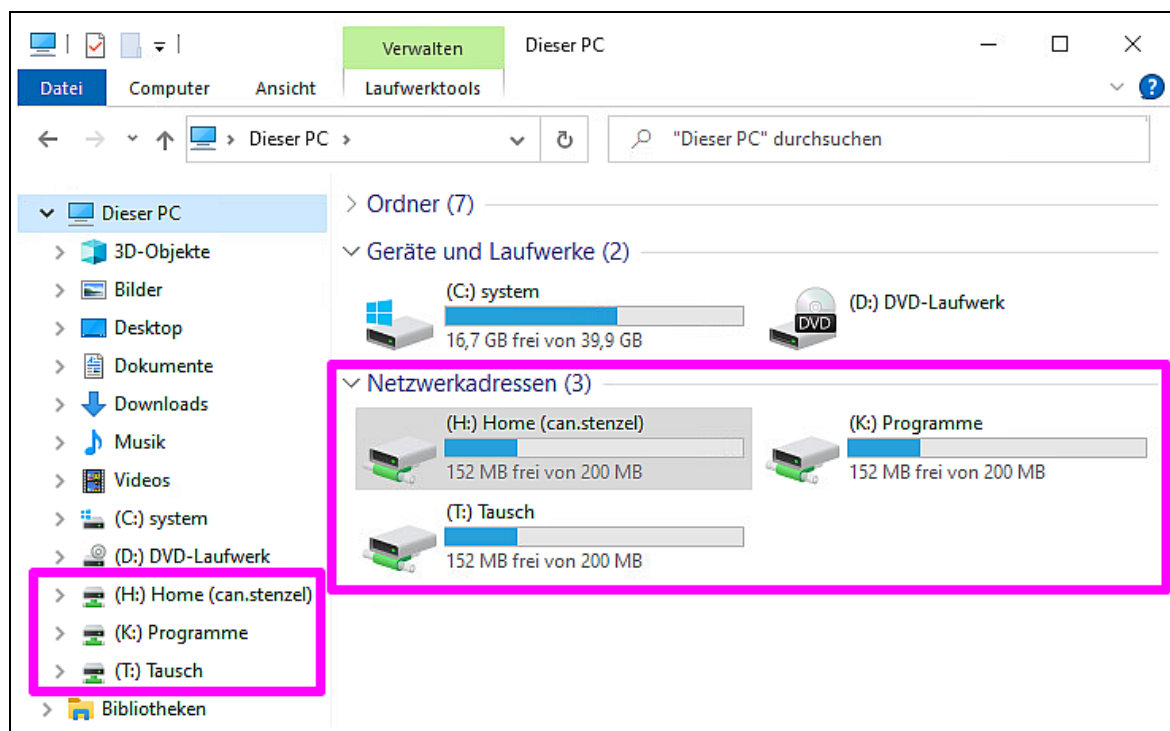 Verwalten
Dieser PC
Datei
Computer
Ansicht
Laufwerktools
?
Dieser PC
"Dieser PC" durchsuchen
Dieser PC
3D-Objekte
Bilder
Desktop
Dokumente
Downloads
Musik
Videos
(C:) system
(D:) DVD-Laufwerk
(H:) Home (can.stenzel)
(K:) Programme
(T:) Tausch
Bibliotheken
Ordner (7)
Geräte und Laufwerke (2)
(C:) system
16,7 GB frei von 39,9 GB
DVD
(D:) DVD-Laufwerk
Netzwerkadressen (3)
(H:) Home (can.stenzel)
152 MB frei von 200 MB
(K:) Programme
152 MB frei von 200 MB
(T:) Tausch
152 MB frei von 200 MB